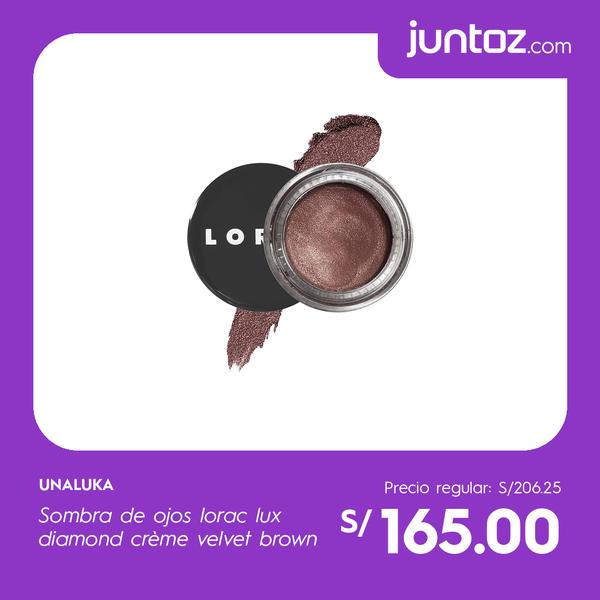 juntoz.com
LOR
UNALUKA
Sombra de ojos lorac lux
diamond crème velvet brown
Precio regular: S/206.25
S/165.00